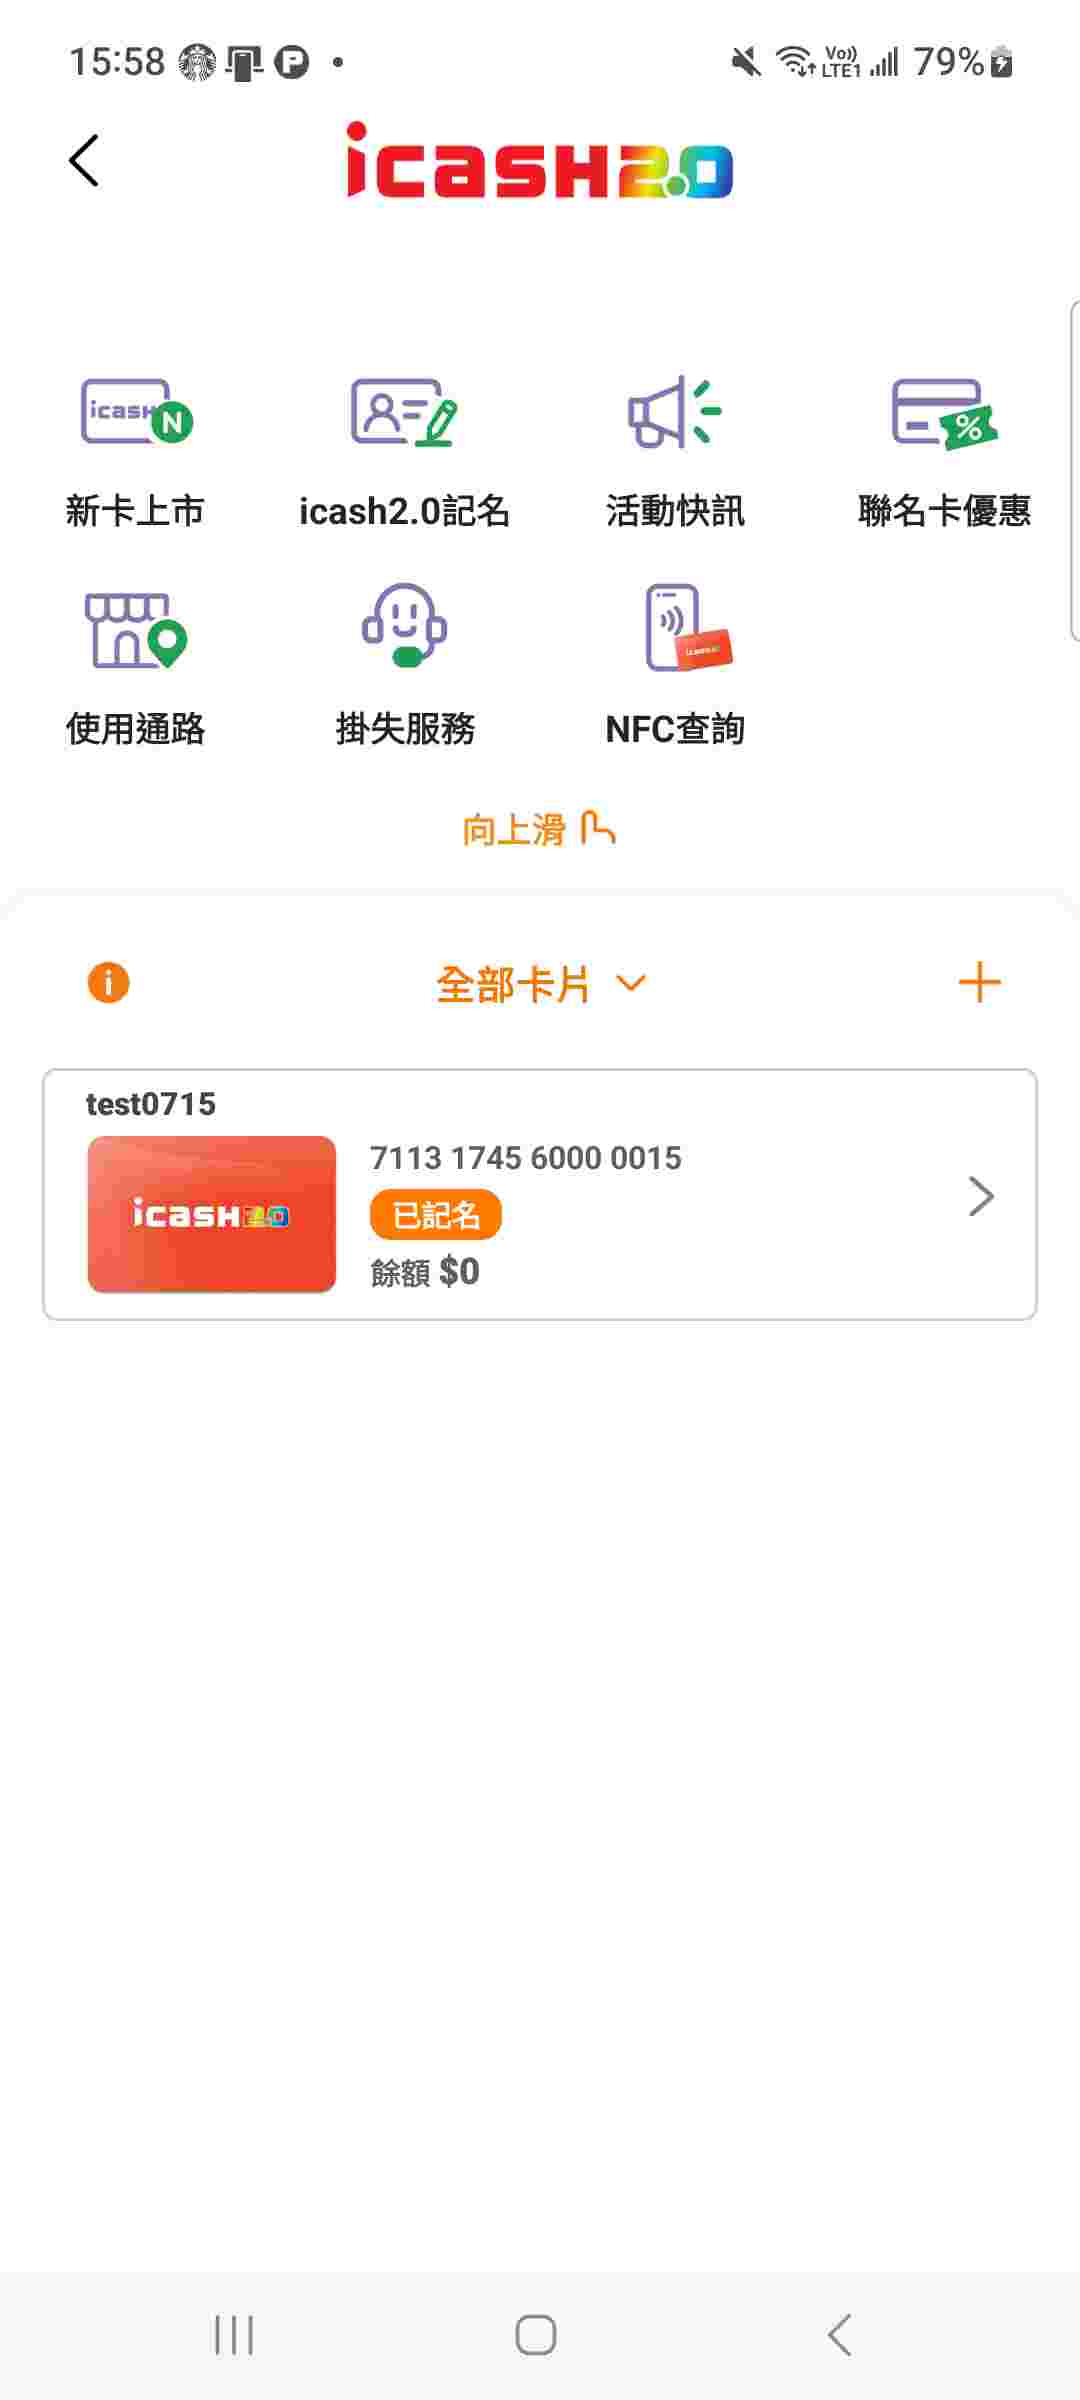 15:58
Vo)) LTE1 79%
icash2.0
icash N
%
新卡上市 icash2.0記名 活動快訊 聯名卡優惠
使用通路 掛失服務 NFC查詢
向上滑
全部卡片
test0715
icash2.0
7113 1745 6000 0015
已記名
餘額 $0